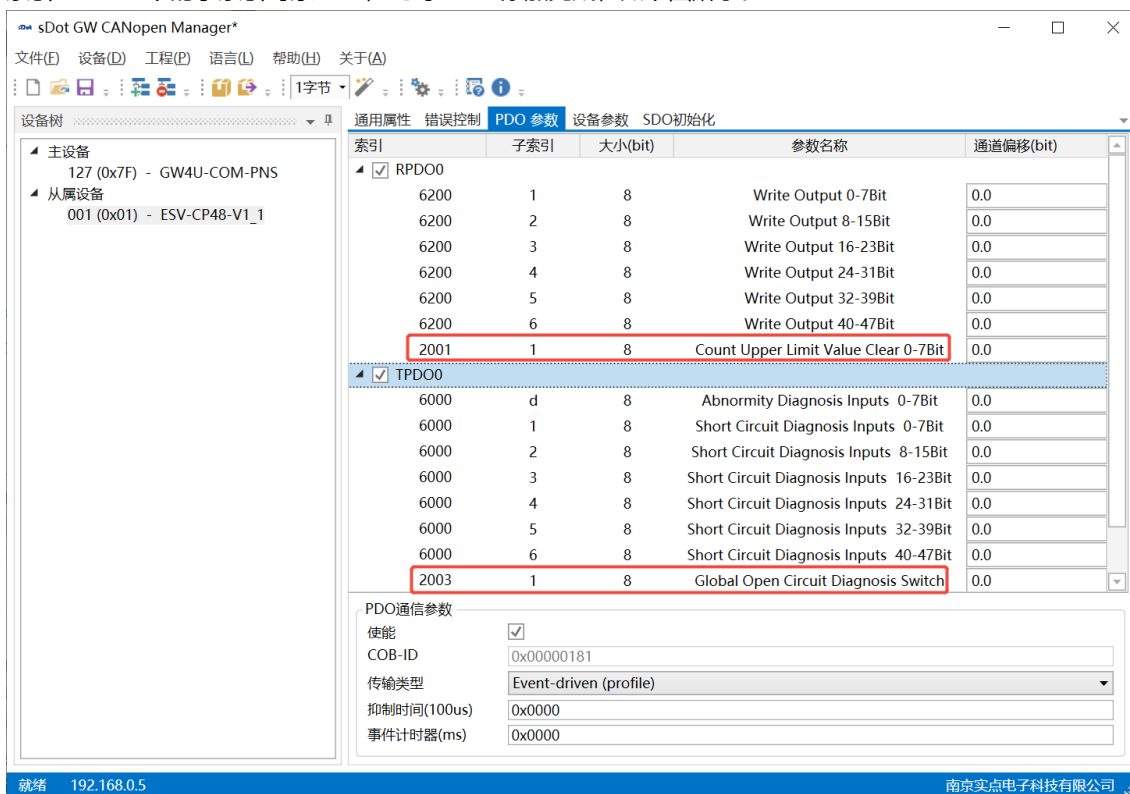 sDot GW CANopen Manager*
文件(F) 设备(D) 工程(P) 语言(L) 帮助(H) 关于(A)
1字节
设备树
主设备
127 (0x7F) - GW4U-COM-PNS
从属设备
001 (0x01) - ESV-CP48-V1_1
通用属性 错误控制 PDO 参数 设备参数 SDO初始化
索引 子索引 大小(bit) 参数名称 通道偏移(bit)
RPDO0
6200 1 8 Write Output 0-7Bit 0.0
6200 2 8 Write Output 8-15Bit 0.0
6200 3 8 Write Output 16-23Bit 0.0
6200 4 8 Write Output 24-31Bit 0.0
6200 5 8 Write Output 32-39Bit 0.0
6200 6 8 Write Output 40-47Bit 0.0
2001 1 8 Count Upper Limit Value Clear 0-7Bit 0.0
TPDO0
6000 d 8 Abnormity Diagnosis Inputs 0-7Bit 0.0
6000 1 8 Short Circuit Diagnosis Inputs 0-7Bit 0.0
6000 2 8 Short Circuit Diagnosis Inputs 8-15Bit 0.0
6000 3 8 Short Circuit Diagnosis Inputs 16-23Bit 0.0
6000 4 8 Short Circuit Diagnosis Inputs 24-31Bit 0.0
6000 5 8 Short Circuit Diagnosis Inputs 32-39Bit 0.0
6000 6 8 Short Circuit Diagnosis Inputs 40-47Bit 0.0
2003 1 8 Global Open Circuit Diagnosis Switch 0.0
PDO通信参数
使能
COB-ID 0x00000181
传输类型 Event-driven (profile)
抑制时间(100us) 0x0000
事件计时器(ms) 0x0000
就绪 192.168.0.5 南京实点电子科技有限公司